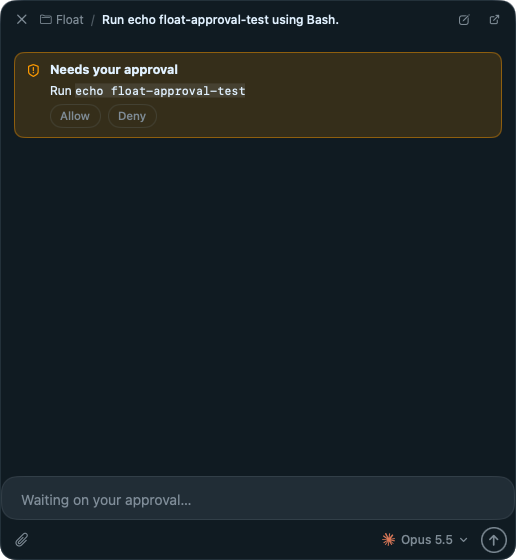 Float / Run echo float-approval-test using Bash.
Needs your approval
Run echo float-approval-test
Allow Deny
Waiting on your approval...
Opus 5.5